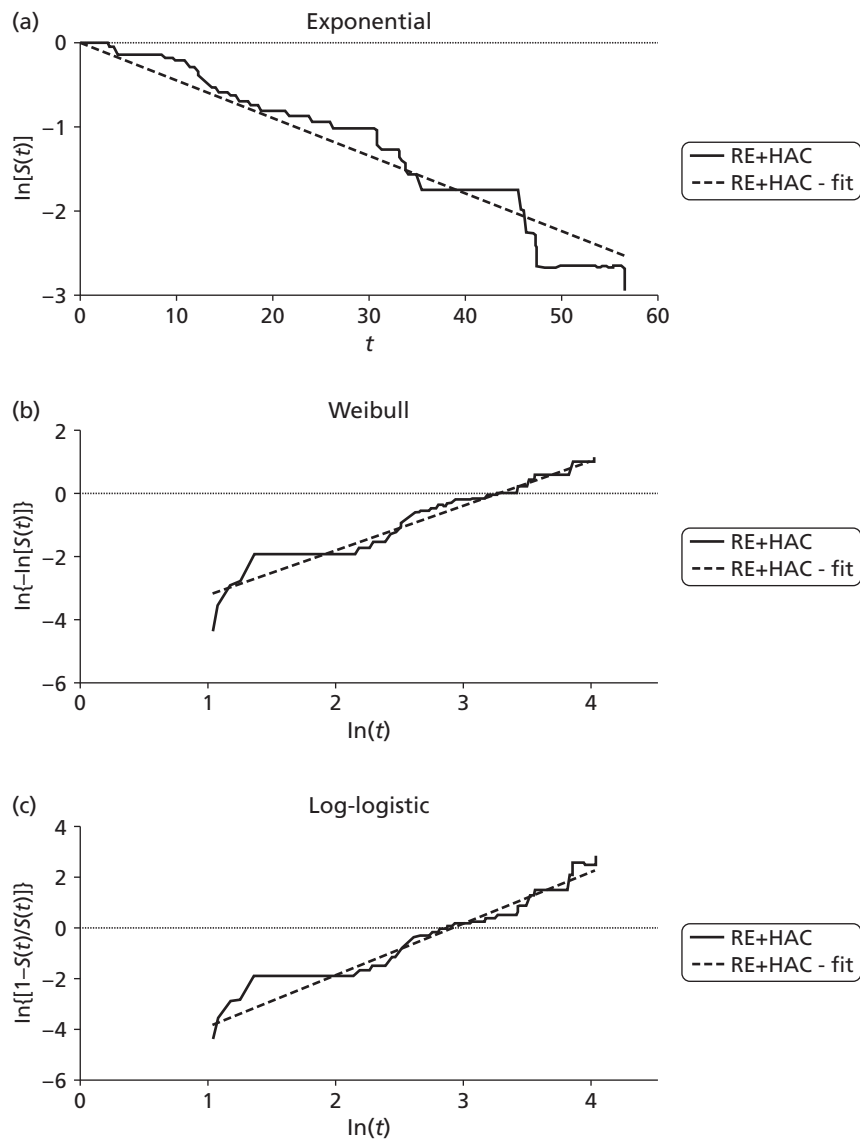 (a) Exponential
0
−1
−2
−3
ln[S(t)]
0 10 20 30 40 50 60
t
RE+HAC
RE+HAC - fit
(b) Weibull
2
0
−2
−4
−6
ln{−ln[S(t)]}
0 1 2 3 4
ln(t)
RE+HAC
RE+HAC - fit
(c) Log-logistic
4
2
0
−2
−4
−6
ln{[1−S(t)/S(t)]}
0 1 2 3 4
ln(t)
RE+HAC
RE+HAC - fit